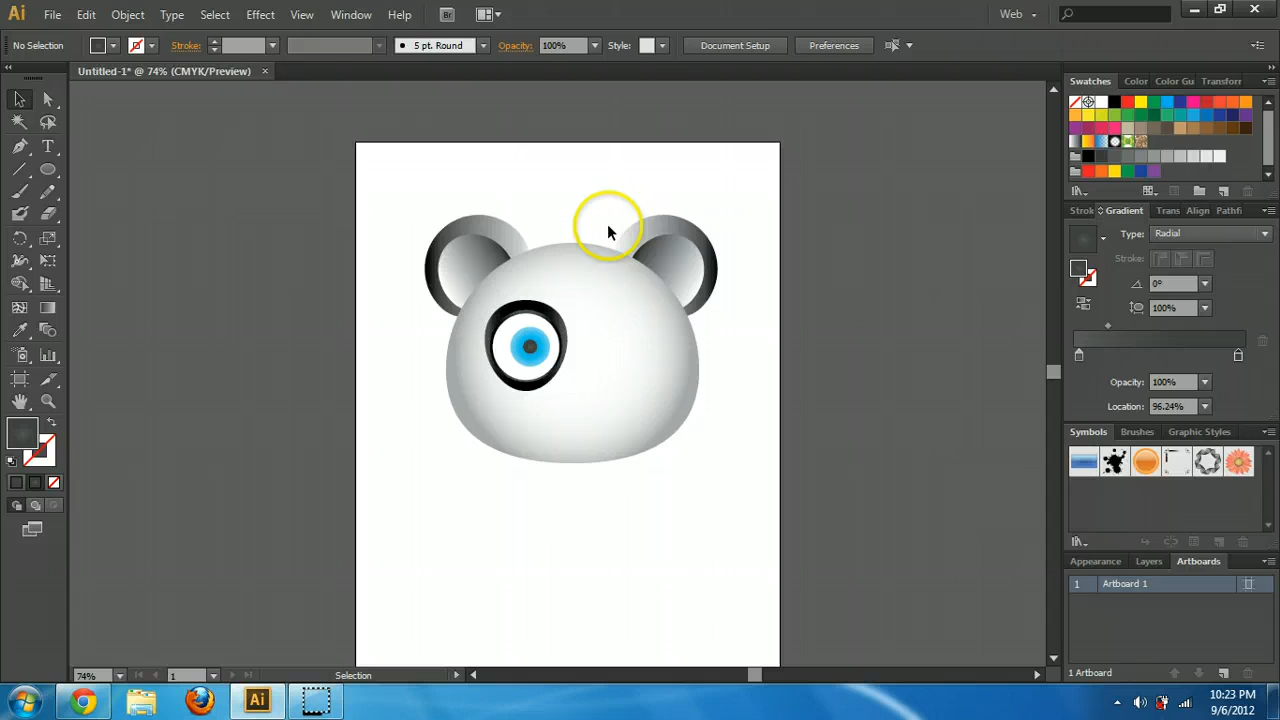 Ai File Edit Object Type Select Effect View Window Help Br Web
No Selection Stroke: 5 pt. Round Opacity: 100% Style: Document Setup Preferences
Untitled-1* @ 74% (CMYK/Preview) ×
Swatches Color Color Gu Transform
Strok Gradient Trans Align Pathfi
Type: Radial
Stroke:
0°
100%
Opacity: 100%
Location: 96.24%
Symbols Brushes Graphic Styles
Appearance Layers Artboards
1 Artboard 1
1 Artboard
74% 1 Selection
Ai
10:23 PM
9/6/2012